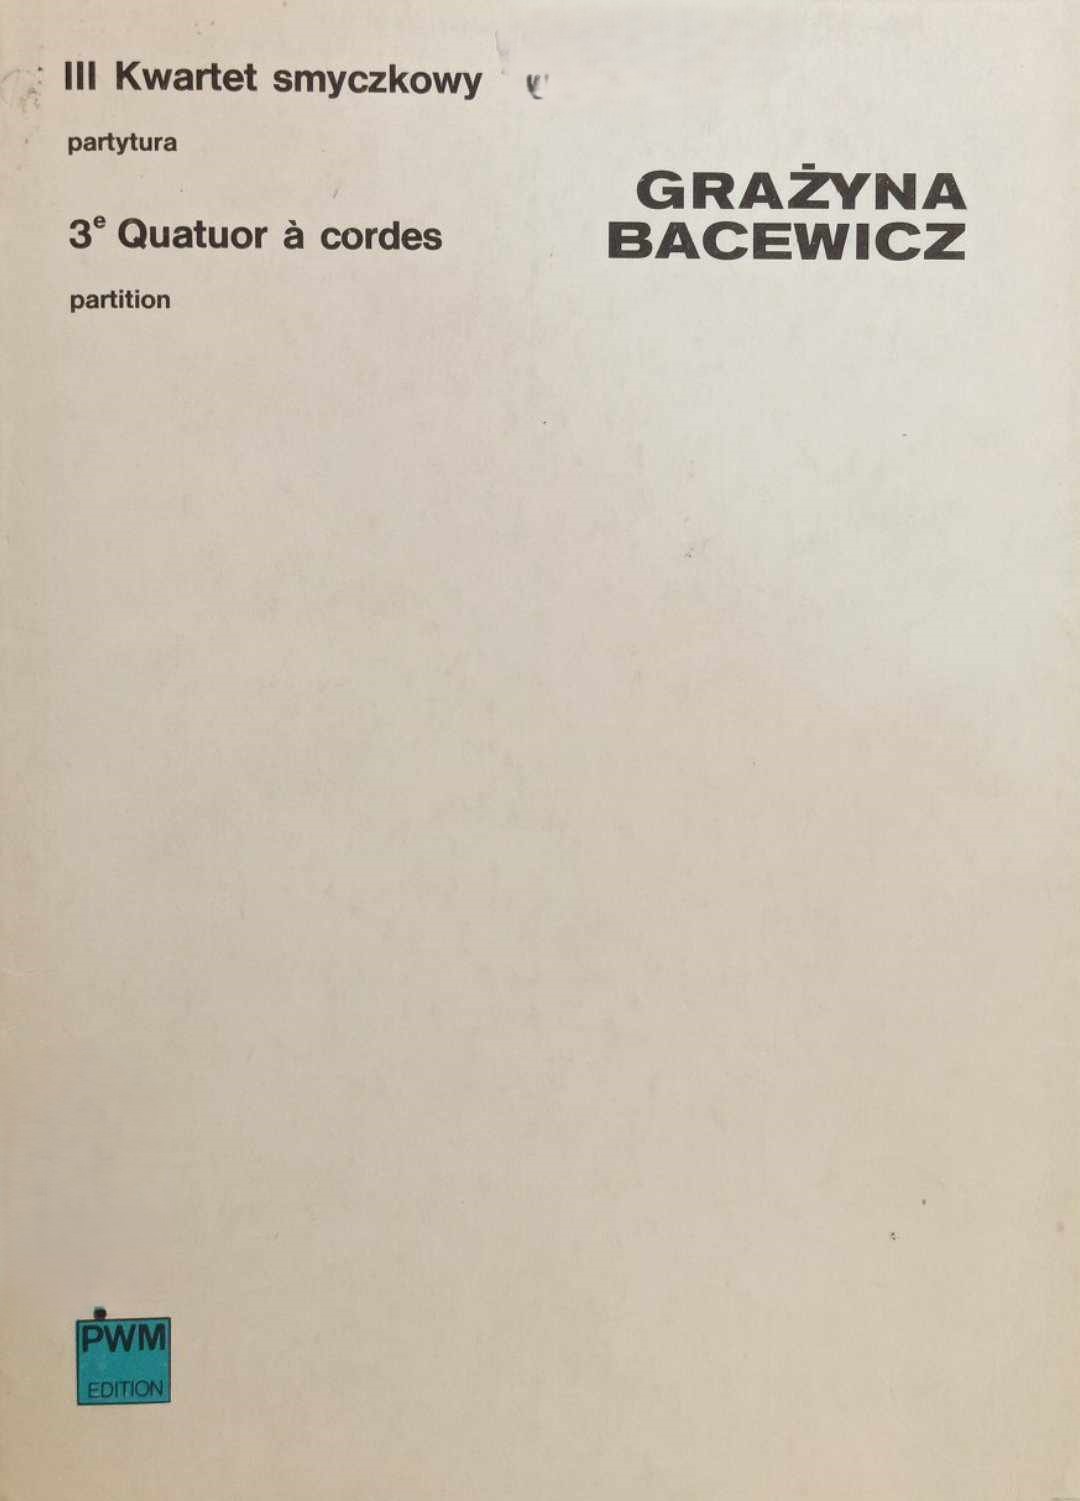 III Kwartet smyczkowy
partytura
3e Quatuor à cordes
partition
GRAŻYNA
BACEWICZ
PWM
EDITION